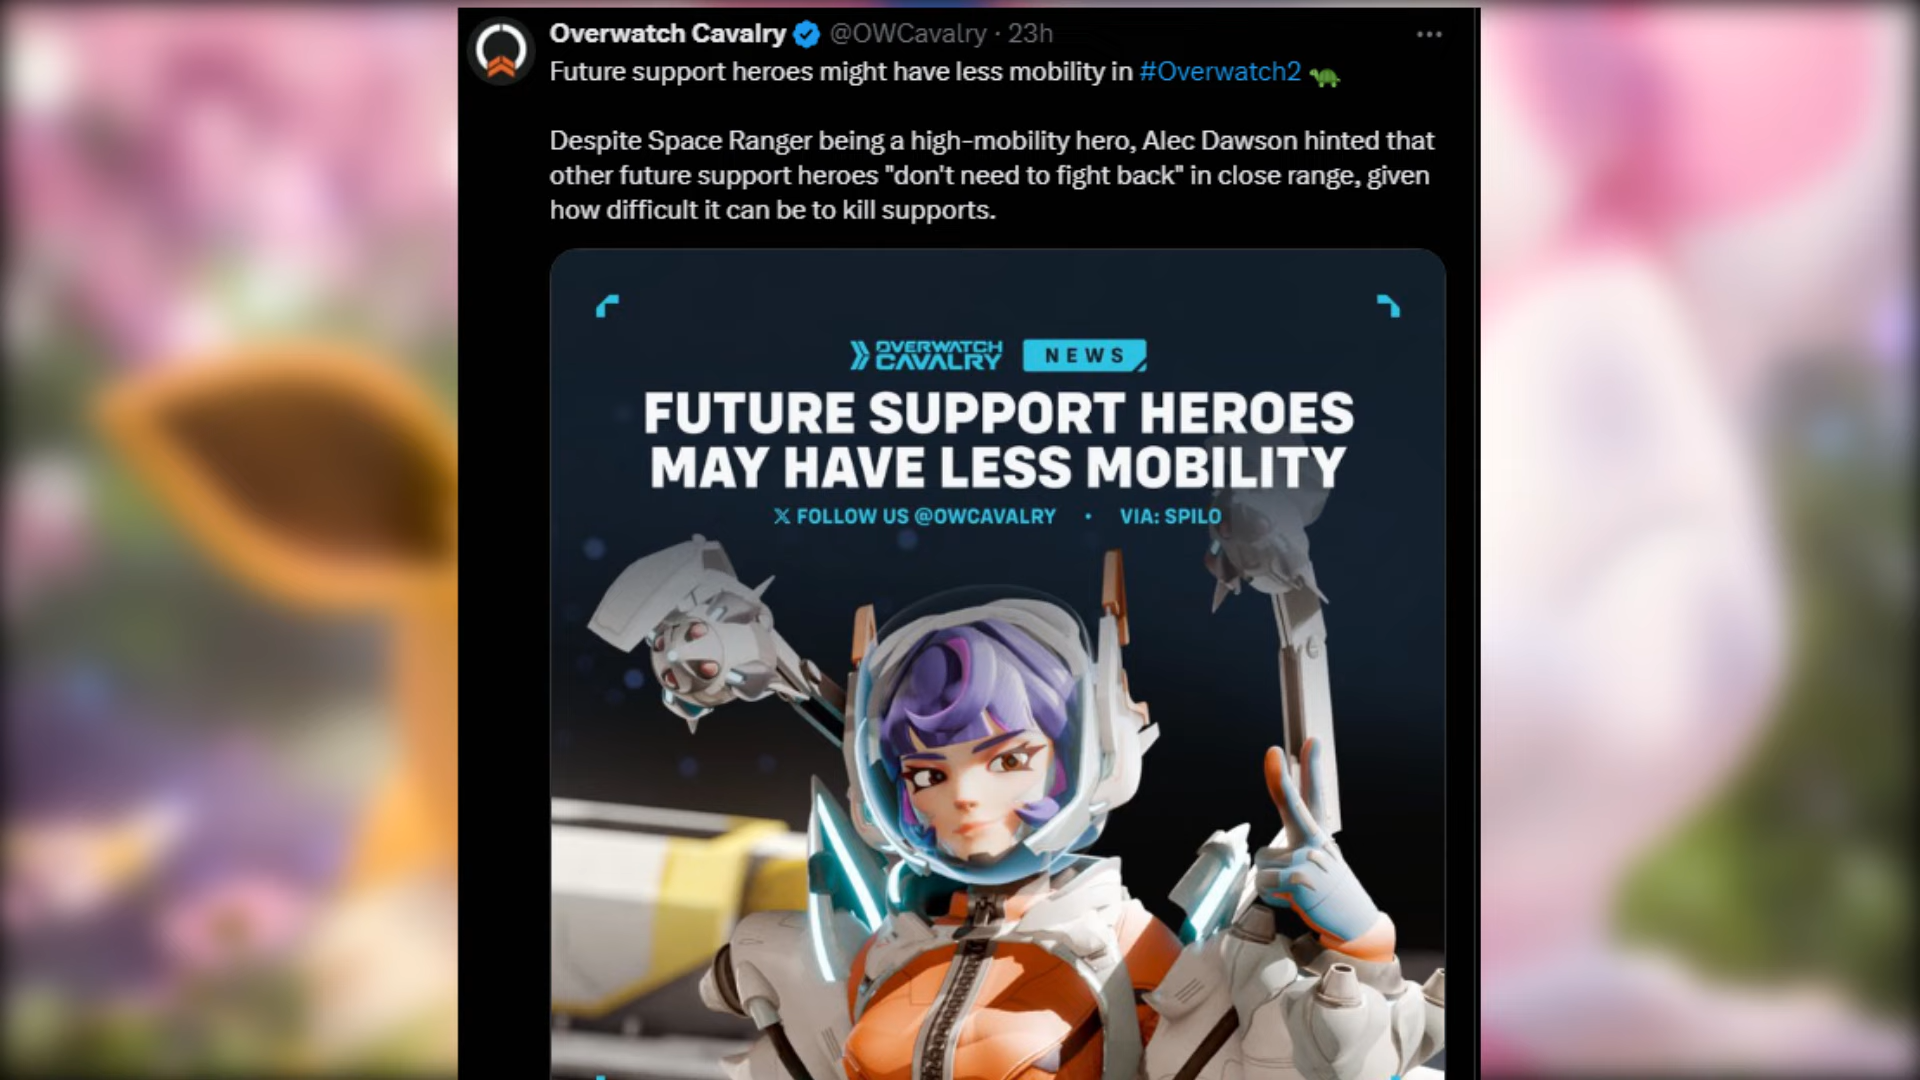 Overwatch Cavalry @OWCavalry · 23h
Future support heroes might have less mobility in #Overwatch2 🐢
Despite Space Ranger being a high-mobility hero, Alec Dawson hinted that
other future support heroes "don't need to fight back" in close range, given
how difficult it can be to kill supports.
OVERWATCH
CAVALRY
NEWS
FUTURE SUPPORT HEROES
MAY HAVE LESS MOBILITY
X FOLLOW US @OWCAVALRY • VIA: SPILO